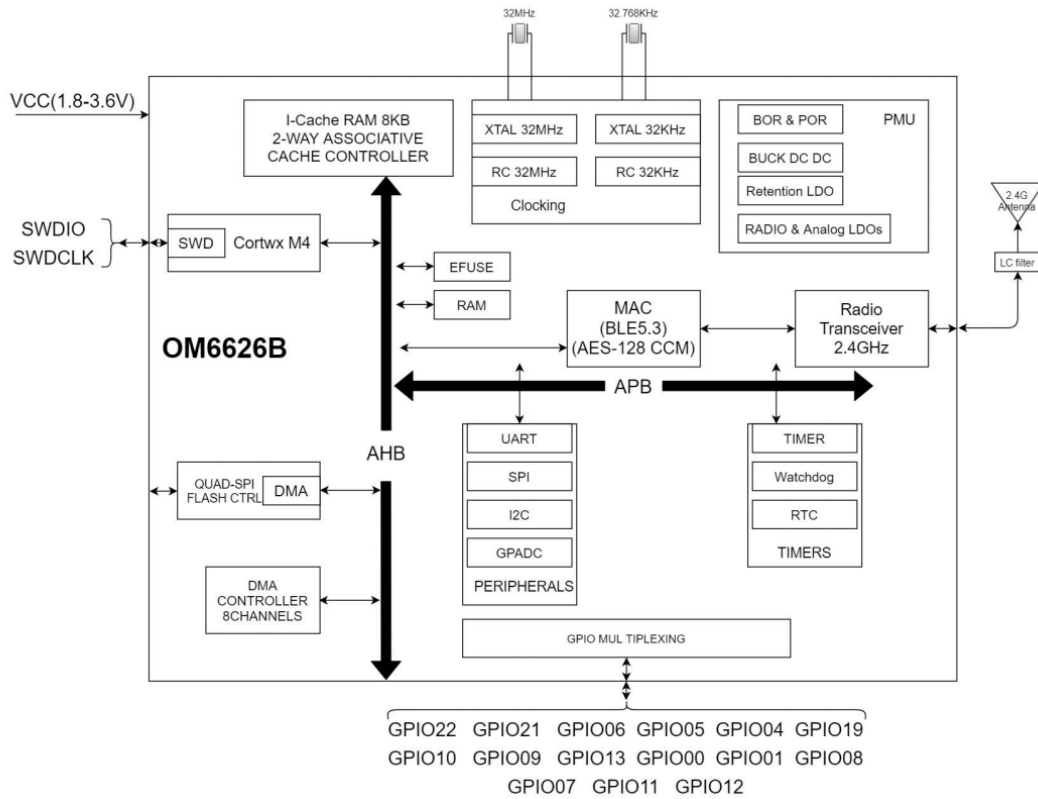 32MHz
32.768KHz
VCC(1.8-3.6V)
I-Cache RAM 8KB
2-WAY ASSOCIATIVE
CACHE CONTROLLER
XTAL 32MHz
XTAL 32KHz
RC 32MHz
RC 32KHz
Clocking
BOR & POR
PMU
BUCK DC DC
Retention LDO
RADIO & Analog LDOs
2.4G
Antenna
LC filter
SWDIO
SWDCLK
SWD
Cortwx M4
EFUSE
RAM
MAC
(BLE5.3)
(AES-128 CCM)
Radio
Transceiver
2.4GHz
OM6626B
APB
AHB
UART
SPI
I2C
GPADC
PERIPHERALS
TIMER
Watchdog
RTC
TIMERS
QUAD-SPI
FLASH CTRL
DMA
DMA
CONTROLLER
8CHANNELS
GPIO MUL TIPLEXING
GPIO22 GPIO21 GPIO06 GPIO05 GPIO04 GPIO19
GPIO10 GPIO09 GPIO13 GPIO00 GPIO01 GPIO08
GPIO07 GPIO11 GPIO12